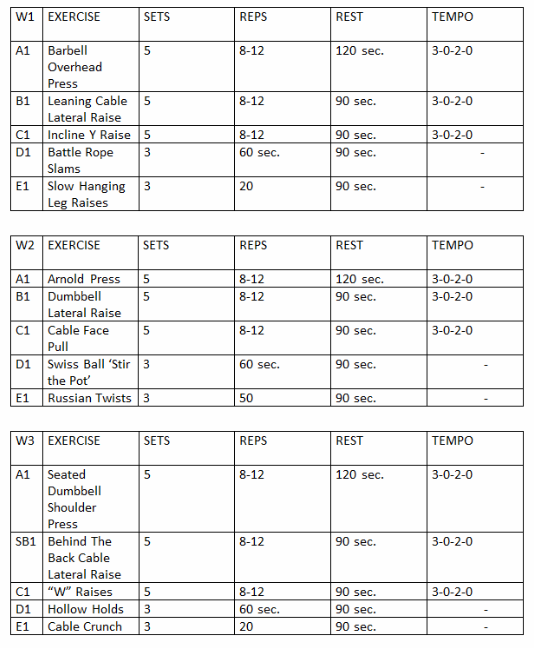 W1 EXERCISE SETS REPS REST TEMPO
A1 Barbell 5 8-12 120 sec. 3-0-2-0
Overhead
Press
B1 Leaning Cable 5 8-12 90 sec. 3-0-2-0
Lateral Raise
C1 Incline Y Raise 5 8-12 90 sec. 3-0-2-0
D1 Battle Rope 3 60 sec. 90 sec. -
Slams
E1 Slow Hanging 3 20 90 sec. -
Leg Raises
W2 EXERCISE SETS REPS REST TEMPO
A1 Arnold Press 5 8-12 120 sec. 3-0-2-0
B1 Dumbbell 5 8-12 90 sec. 3-0-2-0
Lateral Raise
C1 Cable Face 5 8-12 90 sec. 3-0-2-0
Pull
D1 Swiss Ball ‘Stir 3 60 sec. 90 sec. -
the Pot’
E1 Russian Twists 3 50 90 sec. -
W3 EXERCISE SETS REPS REST TEMPO
A1 Seated 5 8-12 120 sec. 3-0-2-0
Dumbbell
Shoulder
Press
SB1 Behind The 5 8-12 90 sec. 3-0-2-0
Back Cable
Lateral Raise
C1 “W” Raises 5 8-12 90 sec. 3-0-2-0
D1 Hollow Holds 3 60 sec. 90 sec. -
E1 Cable Crunch 3 20 90 sec. -